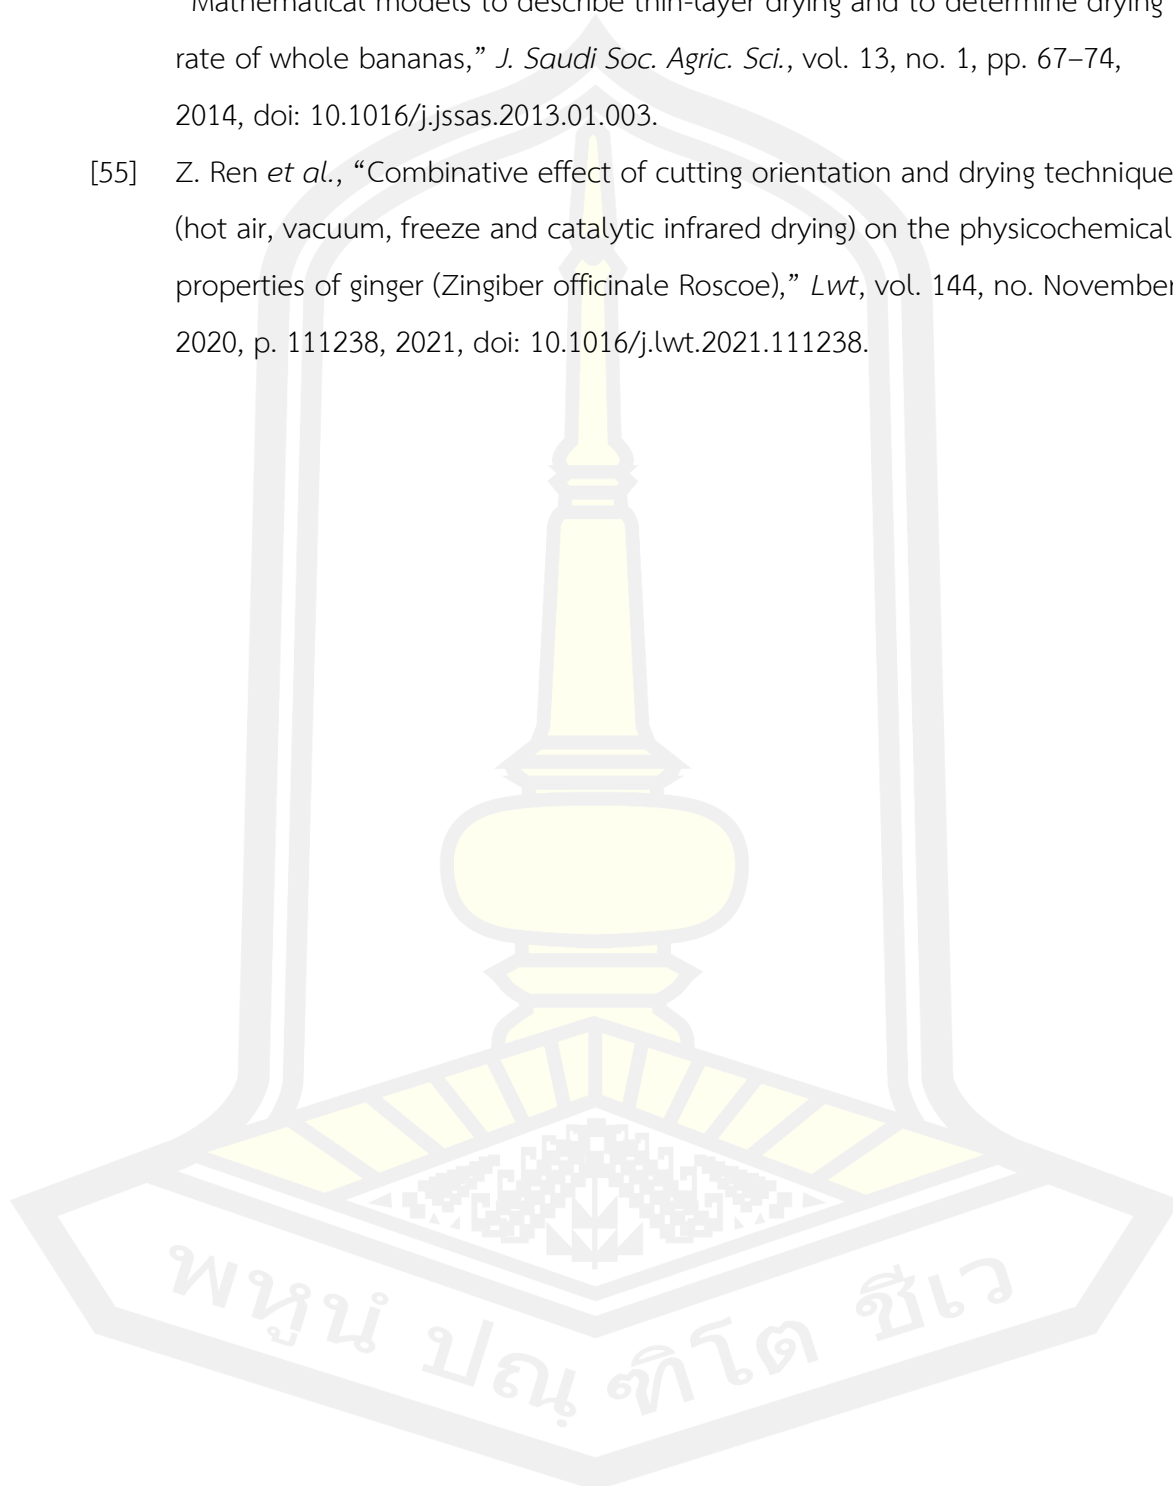 “Mathematical models to describe thin-layer drying and to determine drying
rate of whole bananas,” J. Saudi Soc. Agric. Sci., vol. 13, no. 1, pp. 67–74,
2014, doi: 10.1016/j.jssas.2013.01.003.
[55] Z. Ren et al., “Combinative effect of cutting orientation and drying technique
(hot air, vacuum, freeze and catalytic infrared drying) on the physicochemical
properties of ginger (Zingiber officinale Roscoe),” Lwt, vol. 144, no. November
2020, p. 111238, 2021, doi: 10.1016/j.lwt.2021.111238.
พหูนํ ปณฺฑิโต ชีเว